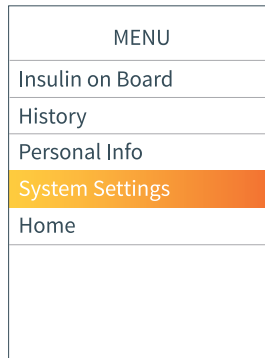 MENU
Insulin on Board
History
Personal Info
System Settings
Home